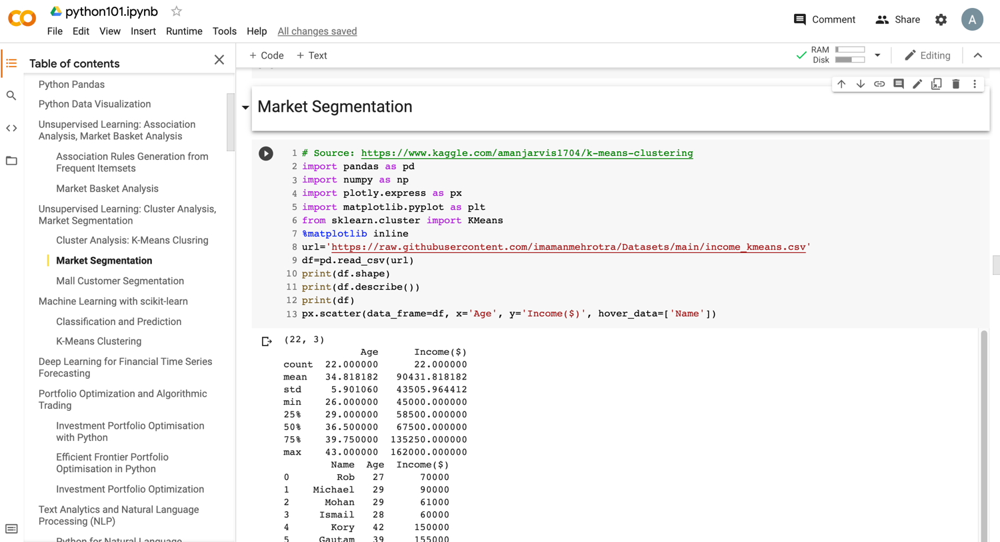 python101.ipynb
File Edit View Insert Runtime Tools Help All changes saved
Comment Share A
Table of contents
+ Code + Text
RAM
Disk
Editing
Python Pandas
Python Data Visualization
Unsupervised Learning: Association
Analysis, Market Basket Analysis
Association Rules Generation from
Frequent Itemsets
Market Basket Analysis
Unsupervised Learning: Cluster Analysis,
Market Segmentation
Cluster Analysis: K-Means Clusring
Market Segmentation
Mall Customer Segmentation
Machine Learning with scikit-learn
Classification and Prediction
K-Means Clustering
Deep Learning for Financial Time Series
Forecasting
Portfolio Optimization and Algorithmic
Trading
Investment Portfolio Optimisation
with Python
Efficient Frontier Portfolio
Optimisation in Python
Investment Portfolio Optimization
Text Analytics and Natural Language
Processing (NLP)
Python for Natural Language
Market Segmentation
1 # Source: https://www.kaggle.com/amanjarvis1704/k-means-clustering
2 import pandas as pd
3 import numpy as np
4 import plotly.express as px
5 import matplotlib.pyplot as plt
6 from sklearn.cluster import KMeans
7 %matplotlib inline
8 url='https://raw.githubusercontent.com/imamanmehrotra/Datasets/main/income_kmeans.csv'
9 df=pd.read_csv(url)
10 print(df.shape)
11 print(df.describe())
12 print(df)
13 px.scatter(data_frame=df, x='Age', y='Income($)', hover_data=['Name'])
(22, 3)
Age Income($)
count 22.000000 22.000000
mean 34.818182 90431.818182
std 5.901060 43505.964412
min 26.000000 45000.000000
25% 29.000000 58500.000000
50% 36.500000 67500.000000
75% 39.750000 135250.000000
max 43.000000 162000.000000
Name Age Income($)
0 Rob 27 70000
1 Michael 29 90000
2 Mohan 29 61000
3 Ismail 28 60000
4 Kory 42 150000
5 Gautam 39 155000